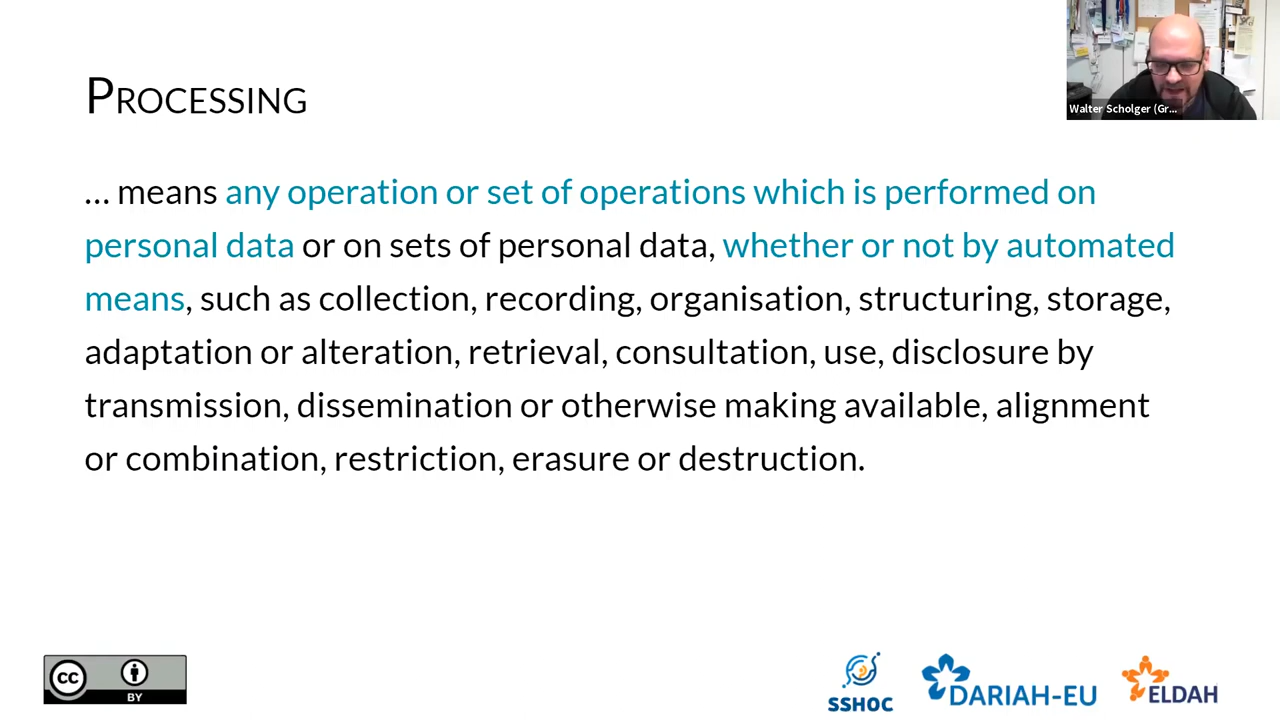 Processing
... means any operation or set of operations which is performed on
personal data or on sets of personal data, whether or not by automated
means, such as collection, recording, organisation, structuring, storage,
adaptation or alteration, retrieval, consultation, use, disclosure by
transmission, dissemination or otherwise making available, alignment
or combination, restriction, erasure or destruction.
Walter Scholger (Gr...
cc
BY
SSHOC
DARIAH-EU
ELDAH